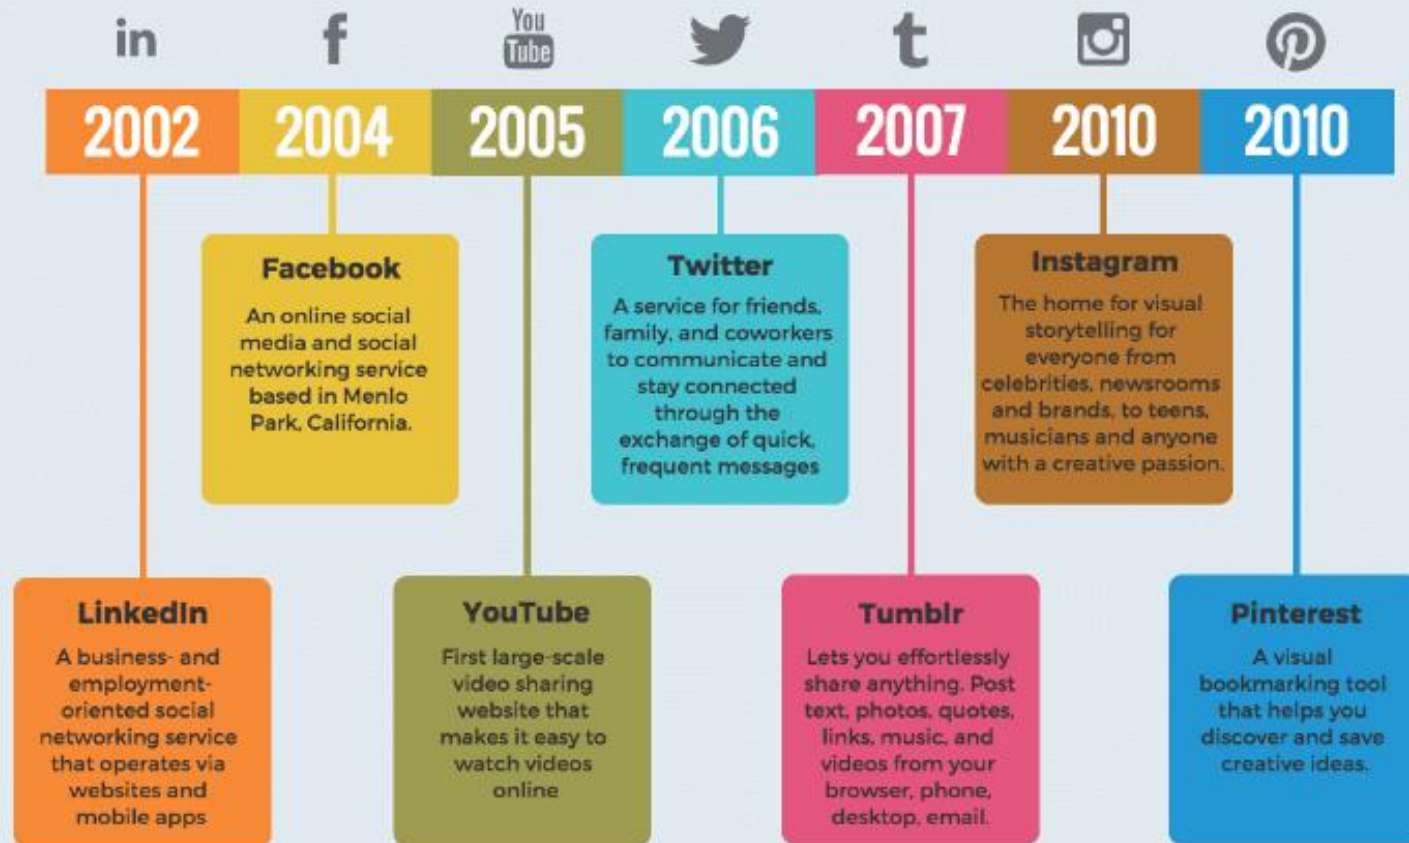 in
f
You
Tube
t
2002
2004
2005
2006
2007
2010
2010
Facebook
An online social
media and social
networking service
based in Menlo
Park, California.
Twitter
A service for friends,
family, and coworkers
to communicate and
stay connected
through the
exchange of quick,
frequent messages
Instagram
The home for visual
storytelling for
everyone from
celebrities, newsrooms
and brands, to teens,
musicians and anyone
with a creative passion.
LinkedIn
A business- and
employment-
oriented social
networking service
that operates via
websites and
mobile apps
YouTube
First large-scale
video sharing
website that
makes it easy to
watch videos
online
Tumblr
Lets you effortlessly
share anything. Post
text, photos, quotes,
links, music, and
videos from your
browser, phone,
desktop, email.
Pinterest
A visual
bookmarking tool
that helps you
discover and save
creative ideas.